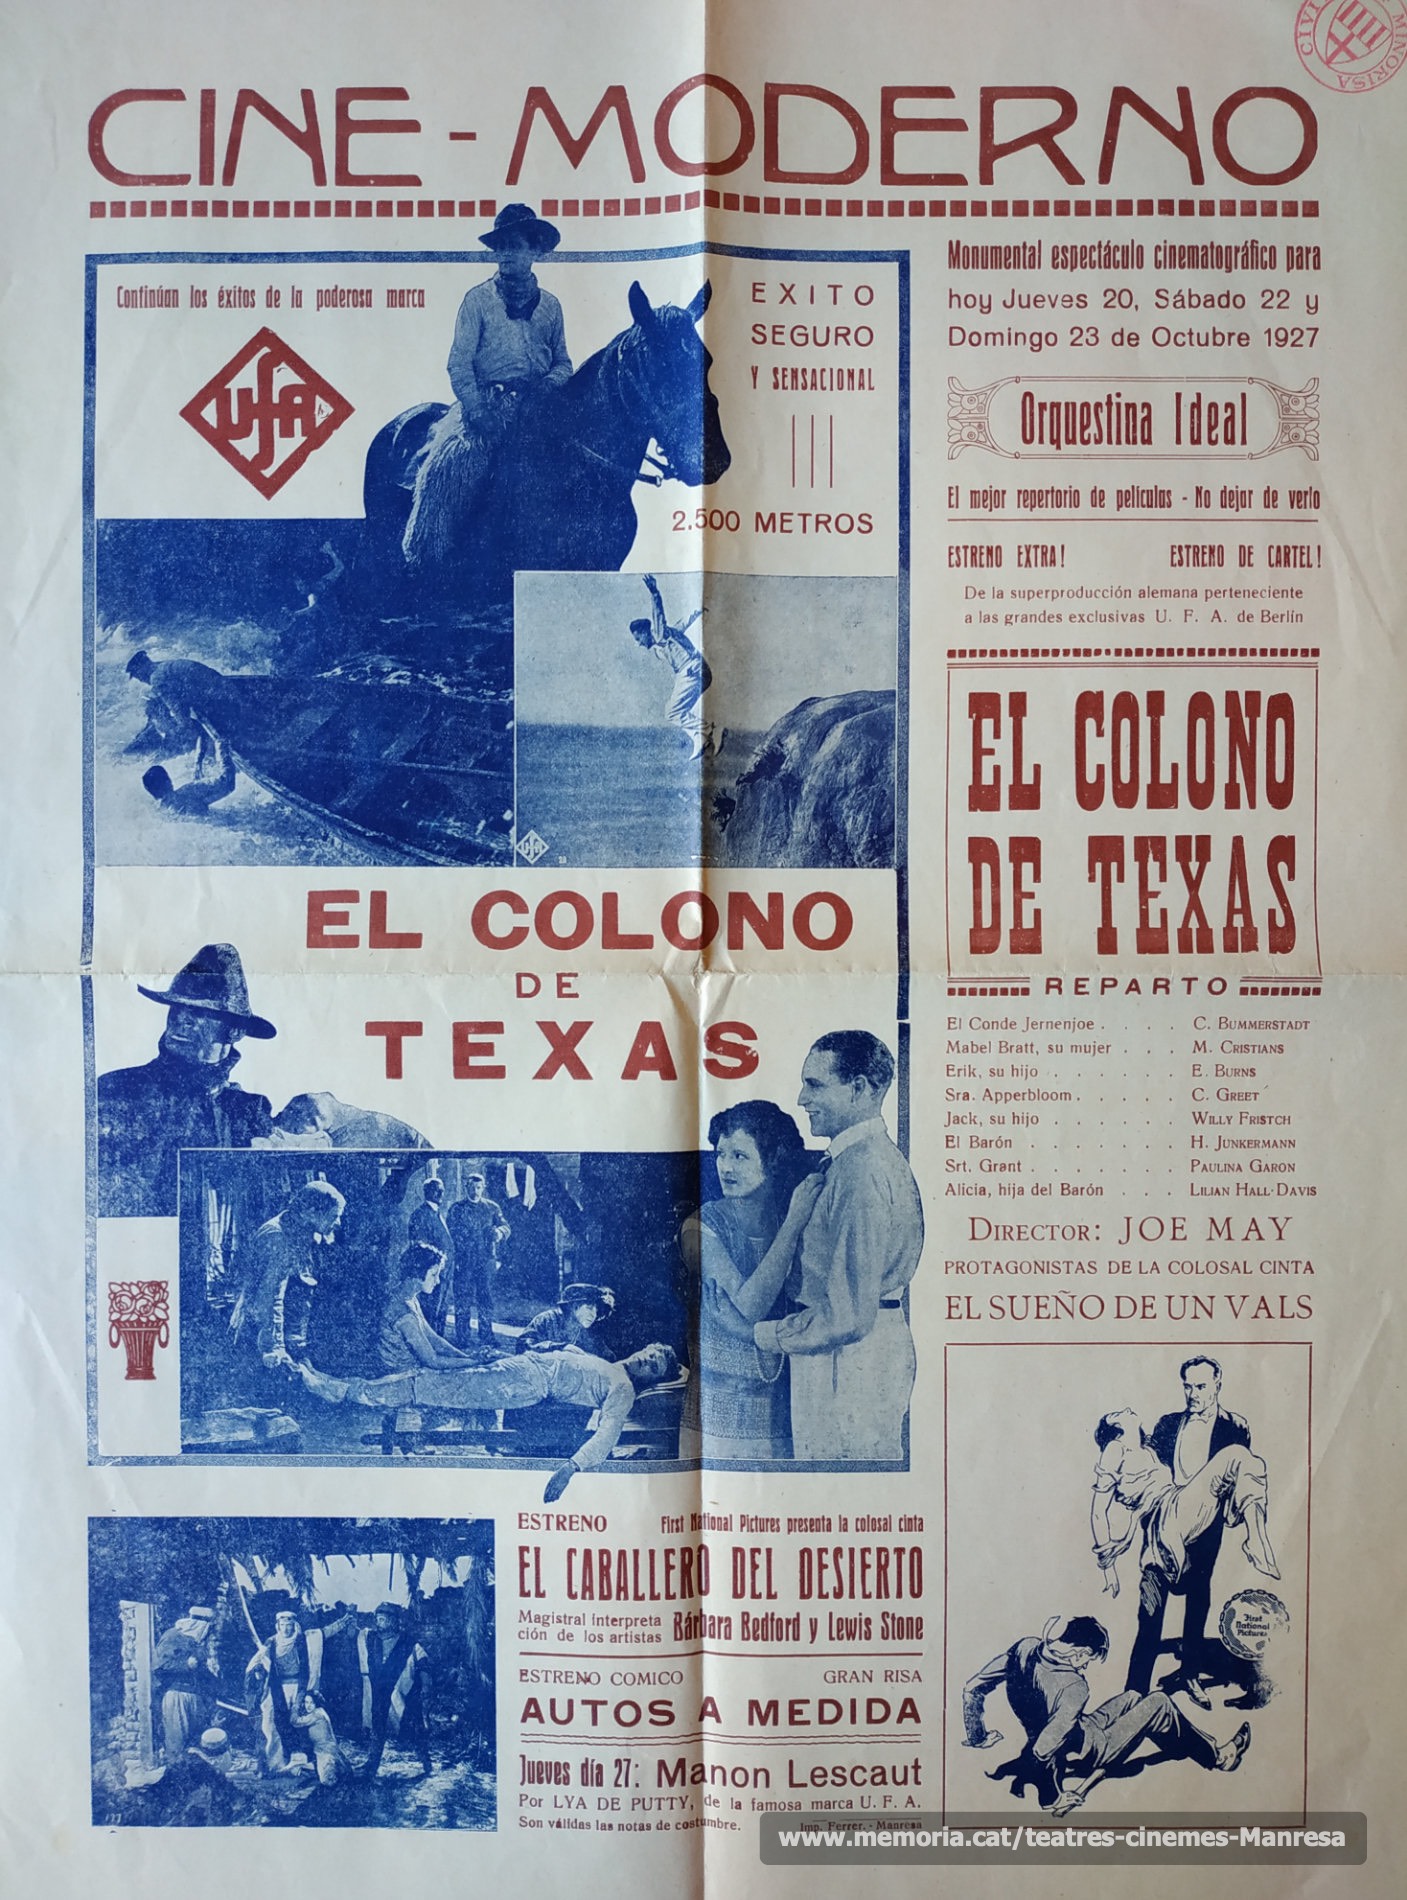 CIVI
MINORISA
CINE - MODERNO
Continúan los éxitos de la poderosa marca
UFA
EXITO
SEGURO
Y SENSACIONAL
2.500 METROS
UFA
EL COLONO
DE
TEXAS
Monumental espectáculo cinematográfico para
hoy Jueves 20, Sábado 22 y
Domingo 23 de Octubre 1927
Orquestina Ideal
El mejor repertorio de películas - No dejar de verlo
ESTRENO EXTRA! ESTRENO DE CARTEL!
De la superproducción alemana perteneciente
a las grandes exclusivas U. F. A. de Berlín
EL COLONO
DE TEXAS
REPARTO
El Conde Jernenjoe . . . . C. BUMMERSTADT
Mabel Bratt, su mujer . . . M. CRISTIANS
Erik, su hijo . . . . . . E. BURNS
Sra. Apperbloom . . . . . C. GREET
Jack, su hijo . . . . . . WILLY FRISTCH
El Barón . . . . . . . H. JUNKERMANN
Srt. Grant . . . . . . . PAULINA GARON
Alicia, hija del Barón . . . LILIAN HALL-DAVIS
DIRECTOR: JOE MAY
PROTAGONISTAS DE LA COLOSAL CINTA
EL SUEÑO DE UN VALS
First
National
Pictures
ESTRENO First National Pictures presenta la colosal cinta
EL CABALLERO DEL DESIERTO
Magistral interpreta
ción de los artistas Bárbara Bedford y Lewis Stone
ESTRENO COMICO GRAN RISA
AUTOS A MEDIDA
Jueves día 27: Manon Lescaut
Por LYA DE PUTTY, de la famosa marca U. F. A.
Son válidas las notas de costumbre. Imp. Ferrer. - Manresa
www.memoria.cat/teatres-cinemes-Manresa